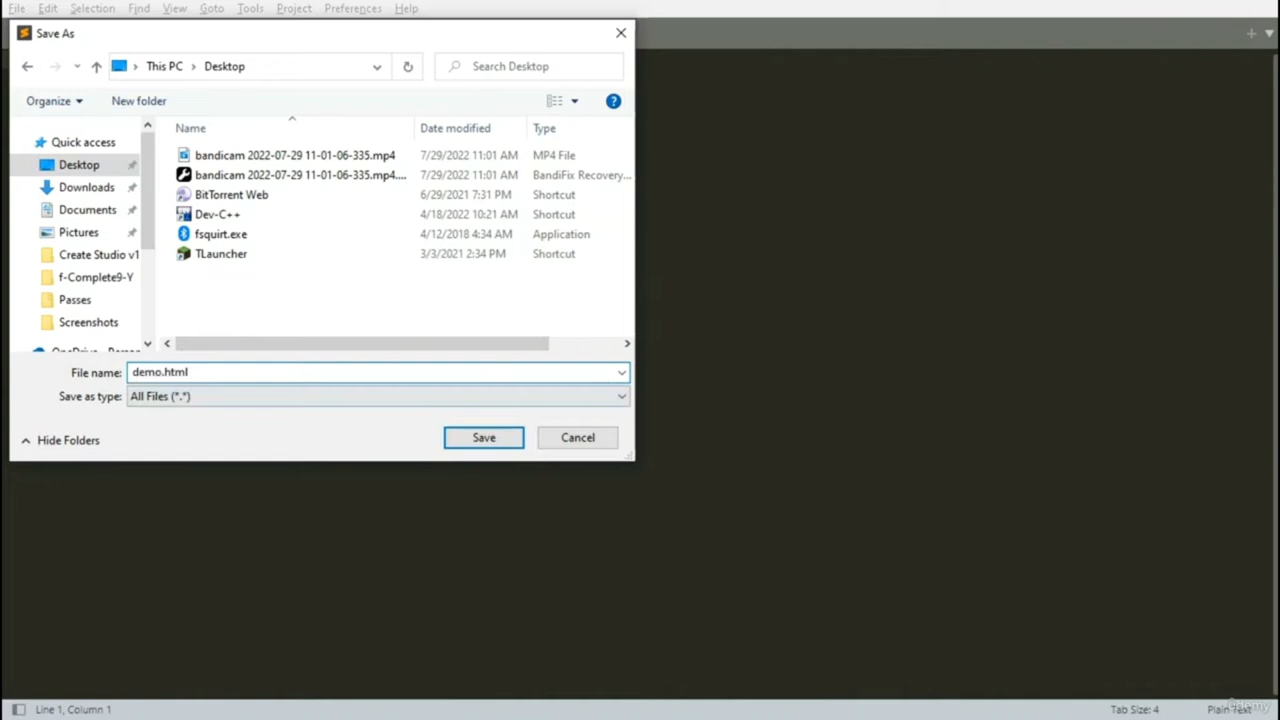 File Edit Selection Find View Goto Tools Project Preferences Help
Save As
This PC > Desktop
Search Desktop
Organize
New folder
Name Date modified Type
Quick access
Desktop
Downloads
Documents
Pictures
Create Studio v1
f-Complete9-Y
Passes
Screenshots
bandicam 2022-07-29 11-01-06-335.mp4 7/29/2022 11:01 AM MP4 File
bandicam 2022-07-29 11-01-06-335.mp4.... 7/29/2022 11:01 AM BandiFix Recovery...
BitTorrent Web 6/29/2021 7:31 PM Shortcut
Dev-C++ 4/18/2022 10:21 AM Shortcut
fsquirt.exe 4/12/2018 4:34 AM Application
TLauncher 3/3/2021 2:34 PM Shortcut
File name: demo.html
Save as type: All Files (*.*)
Hide Folders
Save
Cancel
Line 1, Column 1
Tab Size: 4
Plain Text